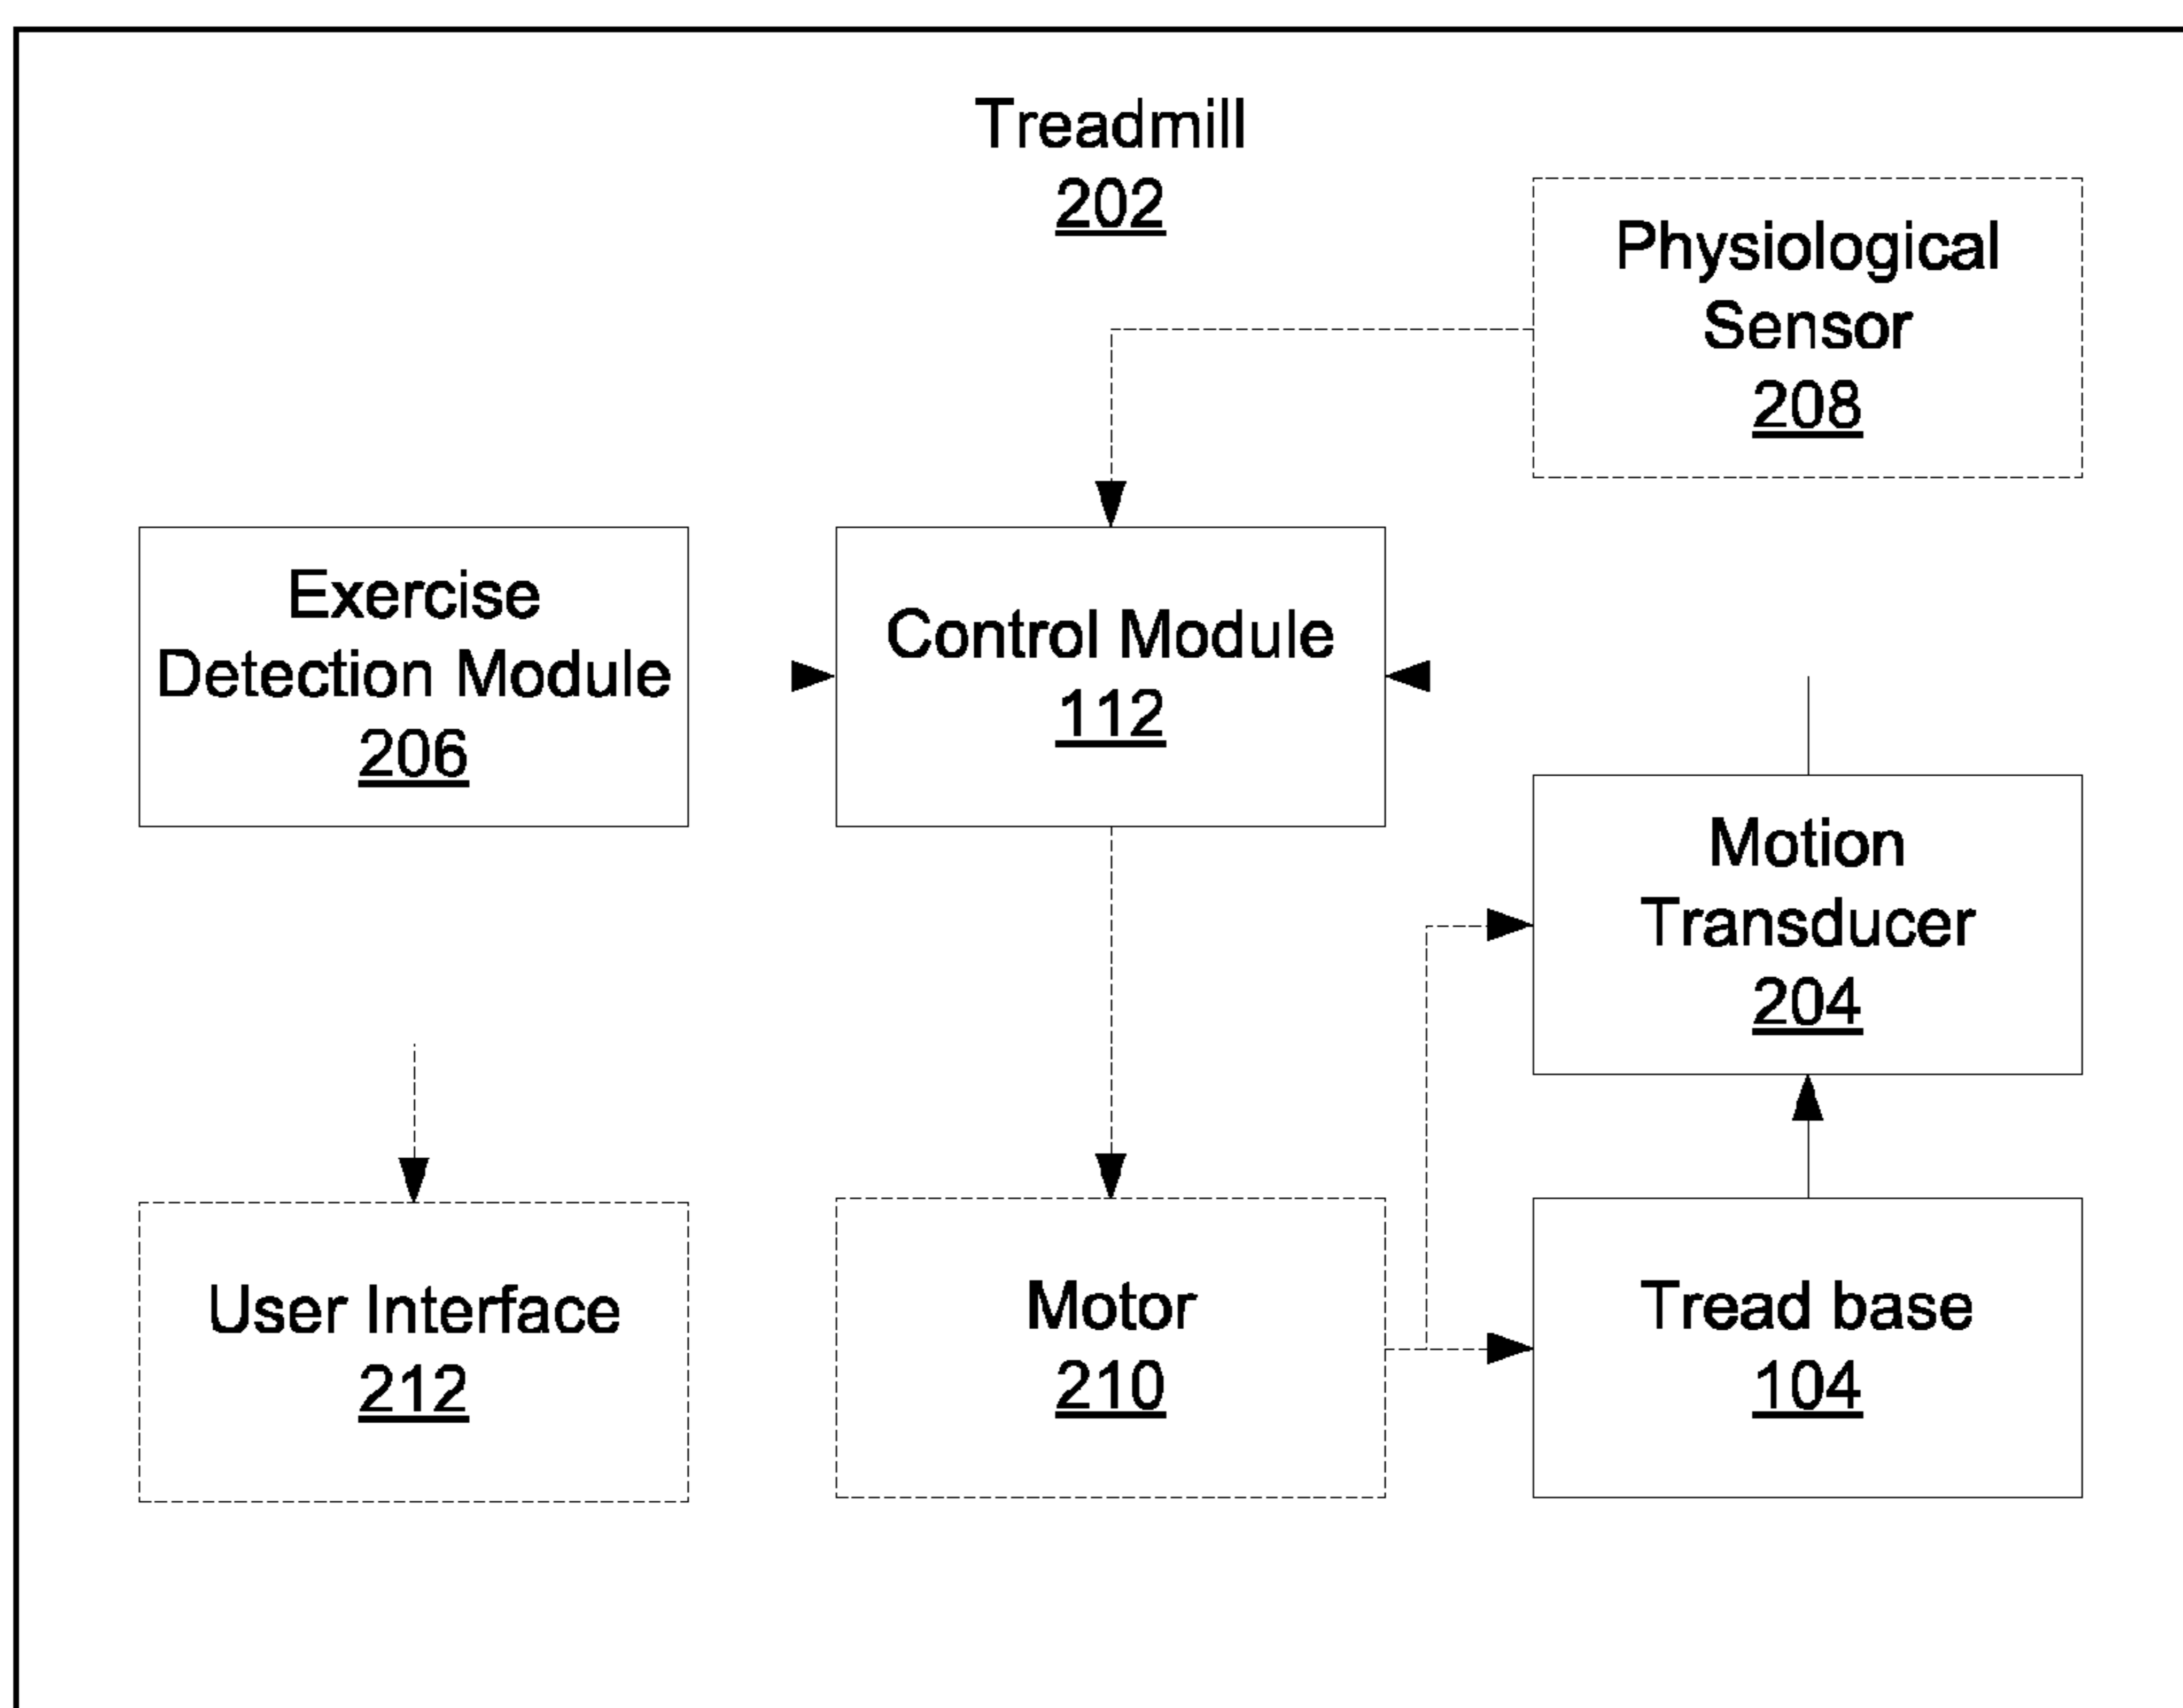 Treadmill
202
Physiological
Sensor
208
Exercise
Detection Module
206
Control Module
112
Motion
Transducer
204
User Interface
212
Motor
210
Tread base
104